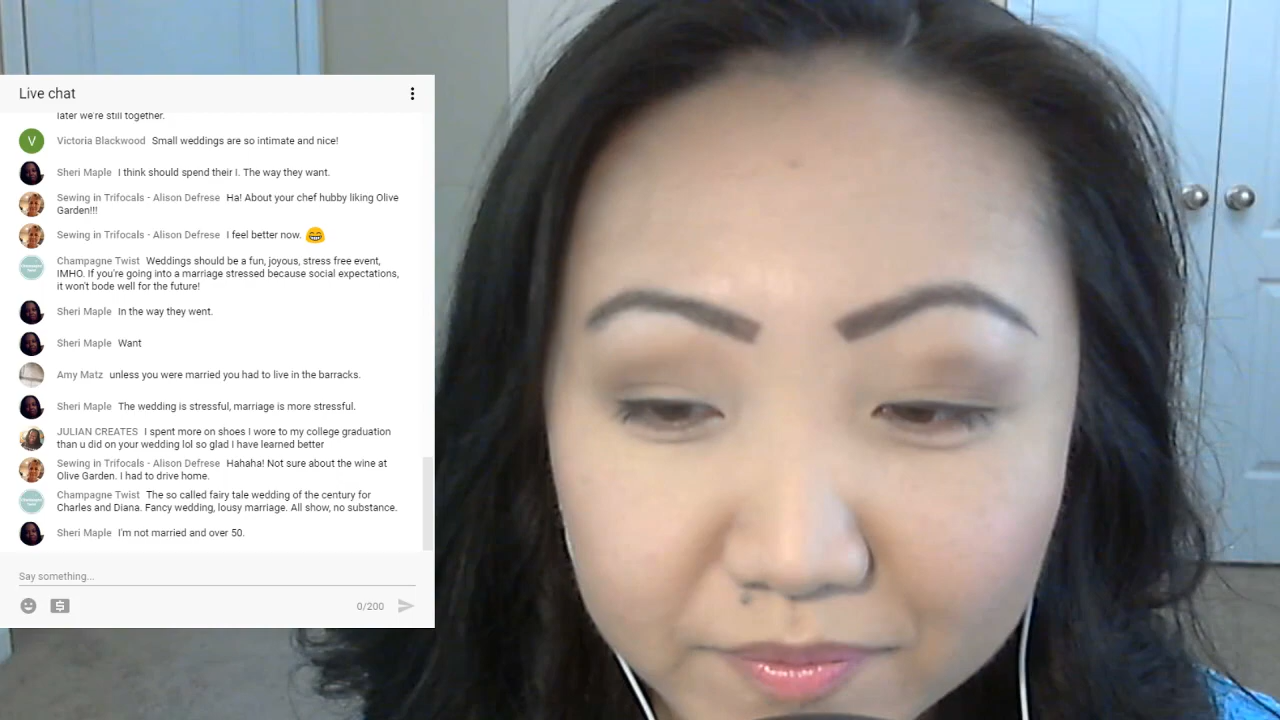 Live chat
later we're still together.
V Victoria Blackwood Small weddings are so intimate and nice!
Sheri Maple I think should spend their I. The way they want.
Sewing in Trifocals - Alison Defrese Ha! About your chef hubby liking Olive
Garden!!!
Sewing in Trifocals - Alison Defrese I feel better now. 😁
Champagne Twist Weddings should be a fun, joyous, stress free event,
IMHO. If you're going into a marriage stressed because social expectations,
it won't bode well for the future!
Sheri Maple In the way they went.
Sheri Maple Want
Amy Matz unless you were married you had to live in the barracks.
Sheri Maple The wedding is stressful, marriage is more stressful.
JULIAN CREATES I spent more on shoes I wore to my college graduation
than u did on your wedding lol so glad I have learned better
Sewing in Trifocals - Alison Defrese Hahaha! Not sure about the wine at
Olive Garden. I had to drive home.
Champagne Twist The so called fairy tale wedding of the century for
Charles and Diana. Fancy wedding, lousy marriage. All show, no substance.
Sheri Maple I'm not married and over 50.
Say something...
0/200